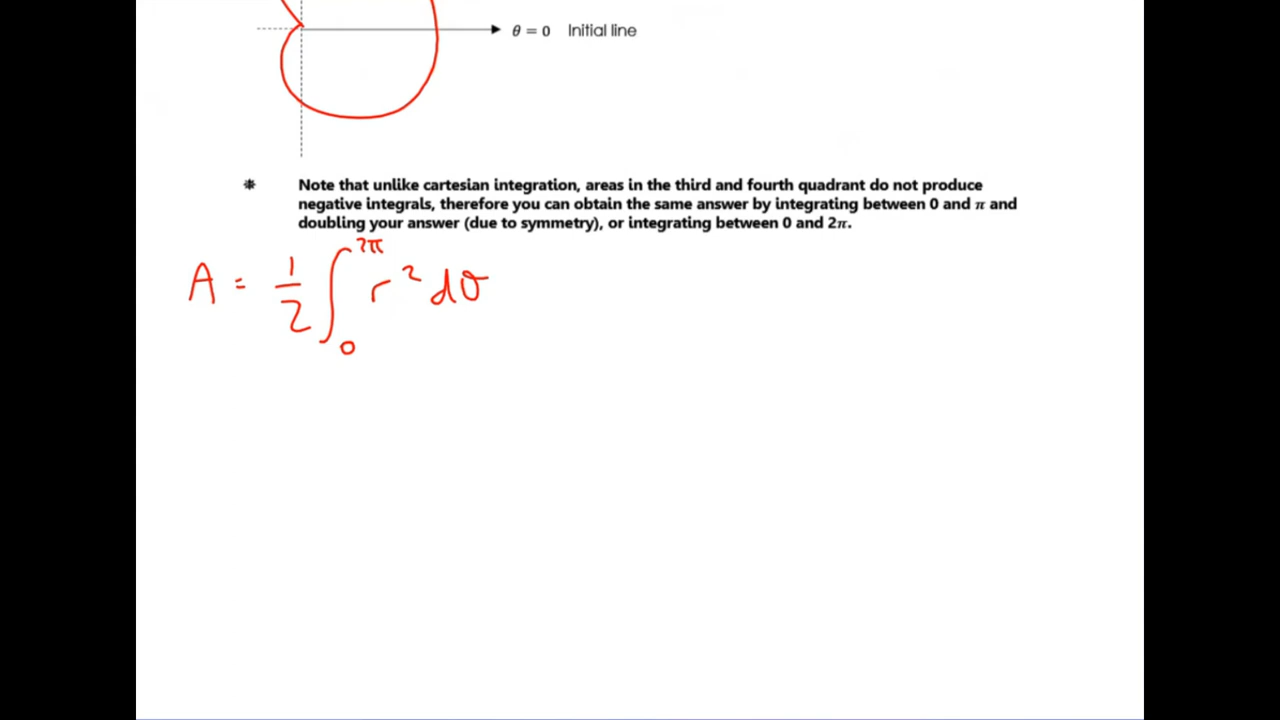 θ = 0 Initial line
* Note that unlike cartesian integration, areas in the third and fourth quadrant do not produce
negative integrals, therefore you can obtain the same answer by integrating between 0 and π and
doubling your answer (due to symmetry), or integrating between 0 and 2π.
A = 1/2 ∫₀^2π r² dθ